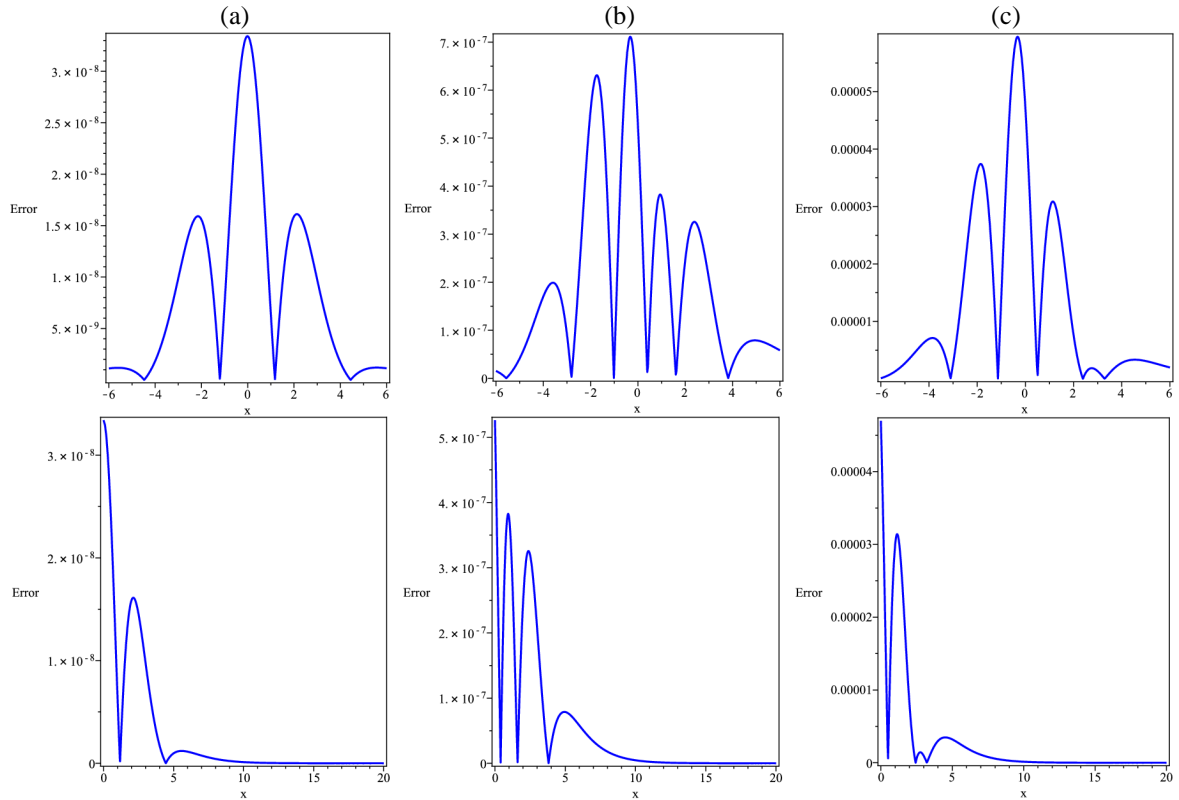 (a) (b) (c)
3. × 10⁻⁸
2.5 × 10⁻⁸
2. × 10⁻⁸
Error
1.5 × 10⁻⁸
1. × 10⁻⁸
5. × 10⁻⁹
−6 −4 −2 0 2 4 6
x
7. × 10⁻⁷
6. × 10⁻⁷
5. × 10⁻⁷
4. × 10⁻⁷
Error
3. × 10⁻⁷
2. × 10⁻⁷
1. × 10⁻⁷
0
−6 −4 −2 0 2 4 6
x
0.00005
0.00004
0.00003
Error
0.00002
0.00001
−6 −4 −2 0 2 4 6
x
3. × 10⁻⁸
2. × 10⁻⁸
Error
1. × 10⁻⁸
0
0 5 10 15 20
x
5. × 10⁻⁷
4. × 10⁻⁷
3. × 10⁻⁷
Error
2. × 10⁻⁷
1. × 10⁻⁷
0
0 5 10 15 20
x
0.00004
0.00003
Error
0.00002
0.00001
0
0 5 10 15 20
x